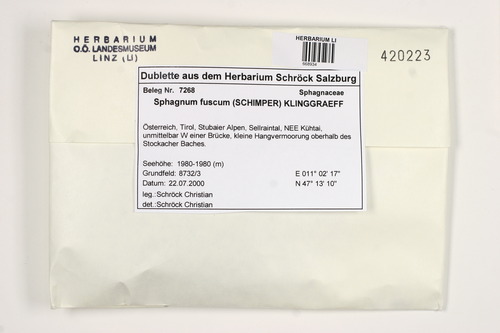 HERBARIUM
O.Ö. LANDESMUSEUM
LINZ (LI)
HERBARIUM LI
420223
Dublette aus dem Herbarium Schröck Salzburg
Beleg Nr. 7268 Sphagnaceae
Sphagnum fuscum (SCHIMPER) KLINGGRAEFF
Österreich, Tirol, Stubaier Alpen, Sellraintal, NEE Kühtai,
unmittelbar W einer Brücke, kleine Hangvermoorung oberhalb des
Stockacher Baches.
Seehöhe: 1980-1980 (m)
Grundfeld: 8732/3 E 011° 02' 17"
Datum: 22.07.2000 N 47° 13' 10"
leg.:Schröck Christian
det.:Schröck Christian